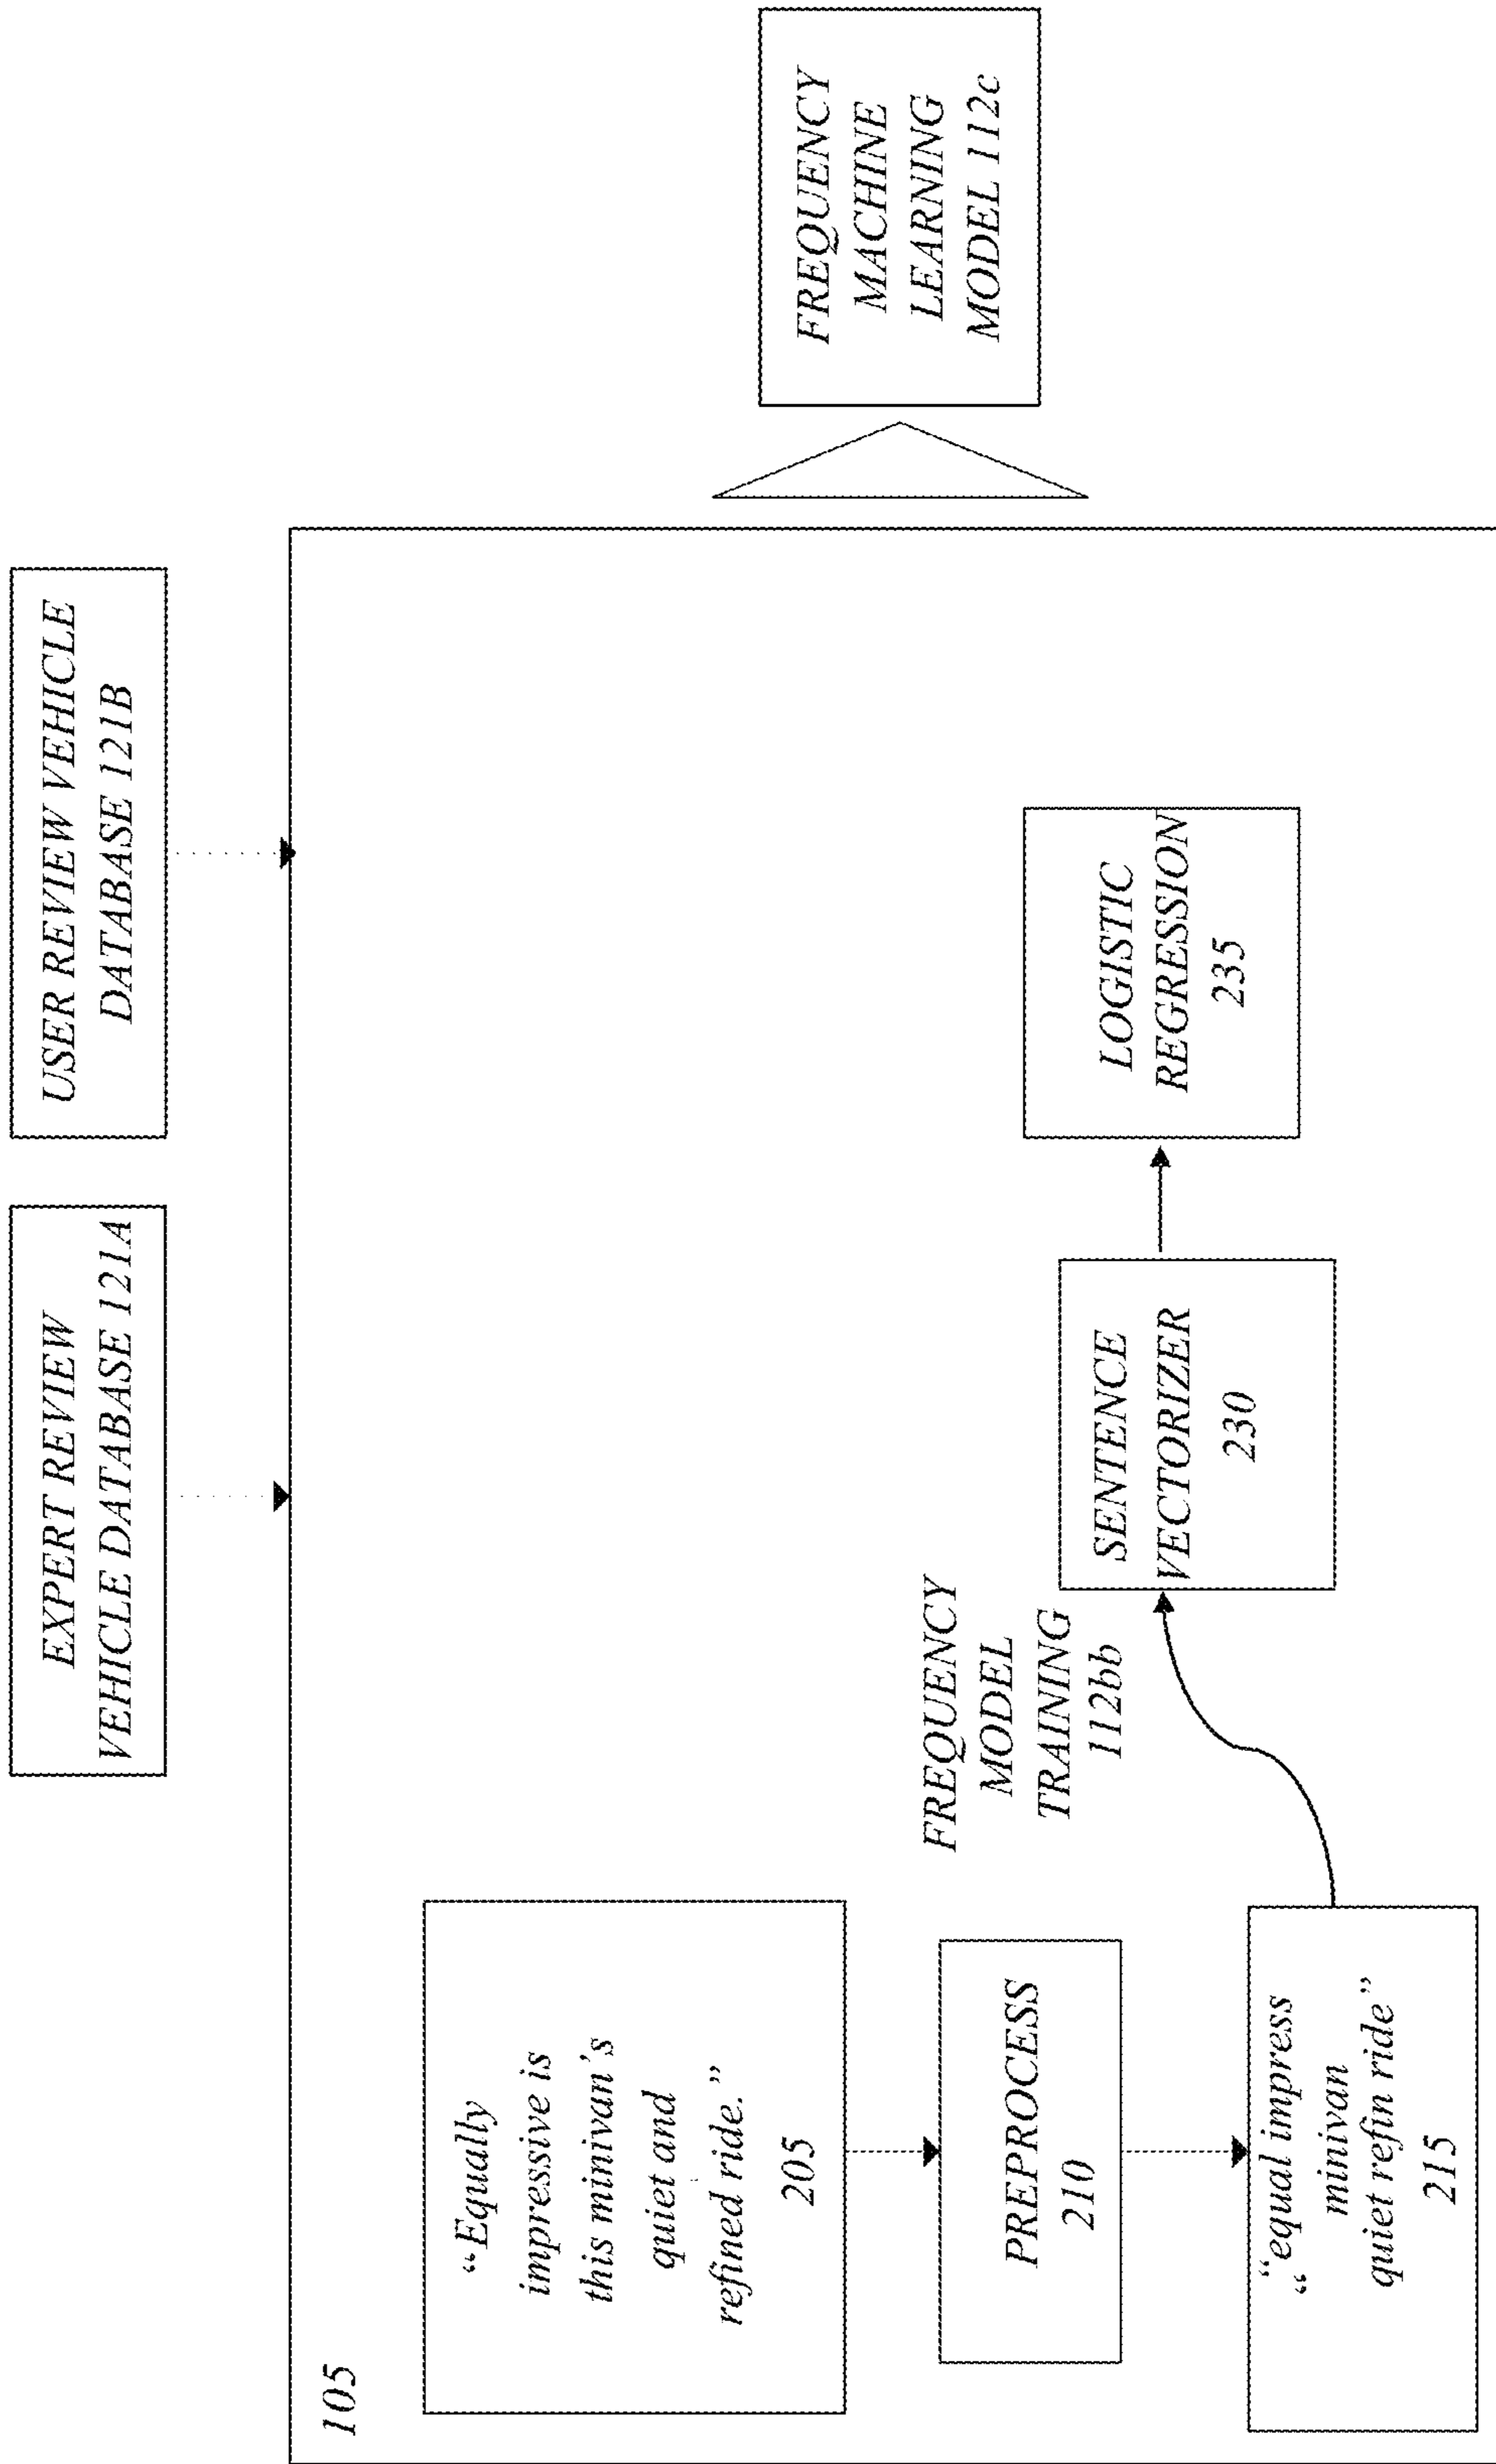 EXPERT REVIEW
VEHICLE DATABASE 121A
USER REVIEW VEHICLE
DATABASE 121B
105
“Equally
impressive is
this minivan’s
quiet and
refined ride.”
205
PREPROCESS
210
“equal impress
“
minivan
quiet refin ride”
215
FREQUENCY
MODEL
TRAINING
112bb
SENTENCE
VECTORIZER
230
LOGISTIC
REGRESSION
235
FREQUENCY
MACHINE
LEARNING
MODEL 112c